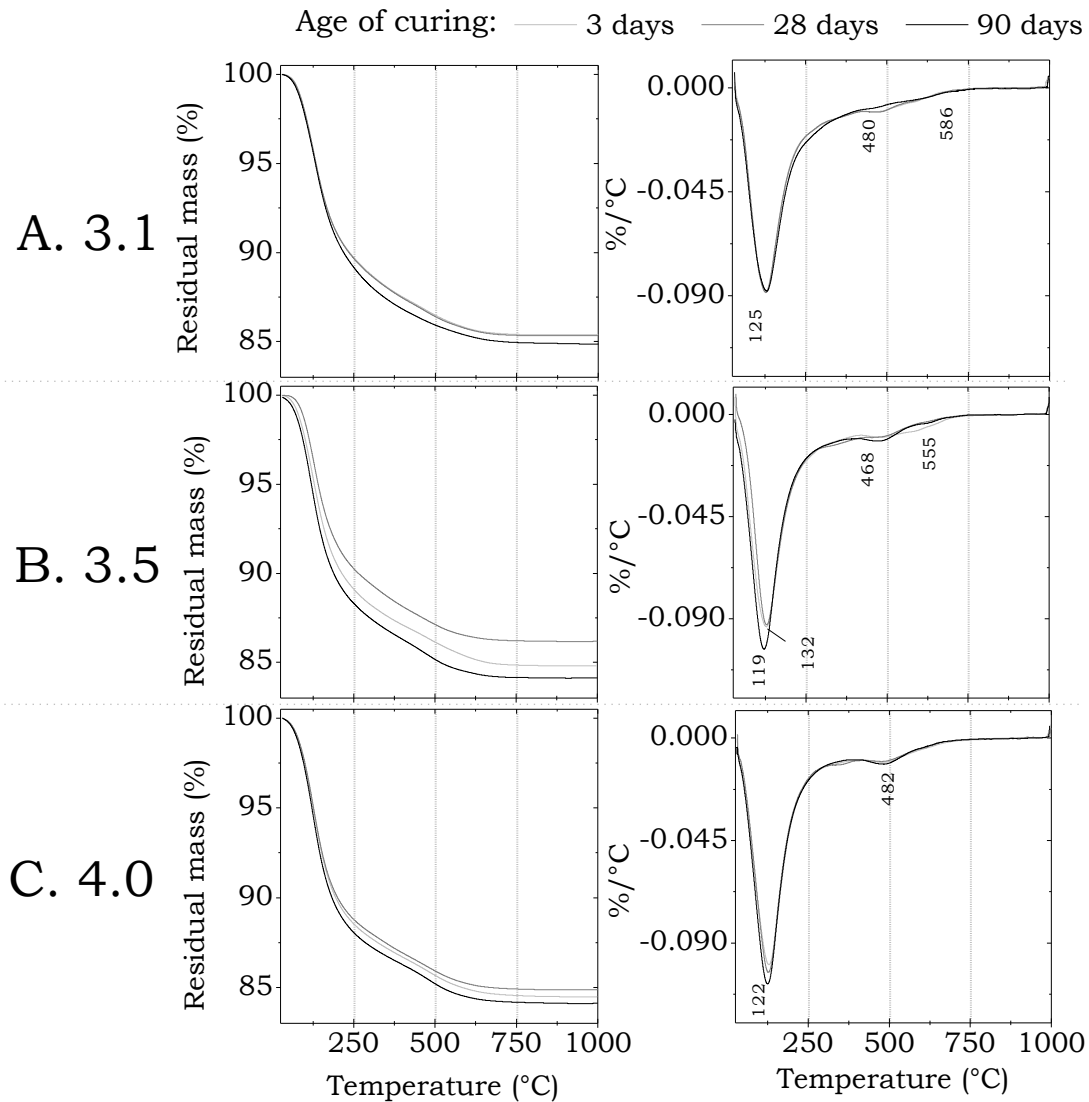 Age of curing: 3 days 28 days 90 days
A. 3.1
Residual mass (%)
100
95
90
85
%/°C
0.000
-0.045
-0.090
125
480
586
B. 3.5
Residual mass (%)
100
95
90
85
%/°C
0.000
-0.045
-0.090
119
132
468
555
C. 4.0
Residual mass (%)
100
95
90
85
%/°C
0.000
-0.045
-0.090
122
482
250 500 750 1000
250 500 750 1000
Temperature (°C)
Temperature (°C)